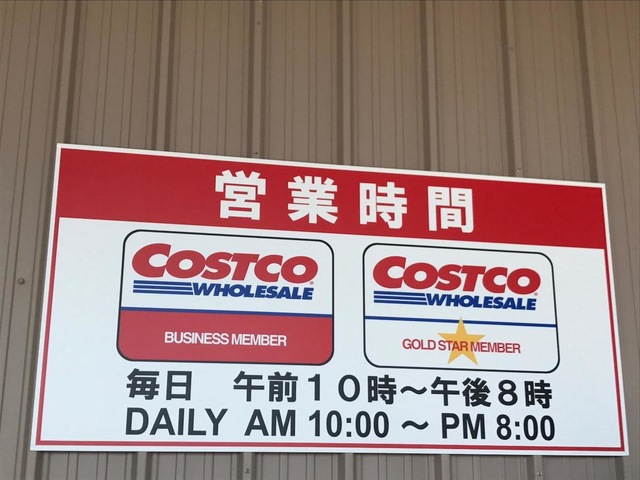 営業時間
COSTCO
WHOLESALE
BUSINESS MEMBER
COSTCO
WHOLESALE
GOLD STAR MEMBER
毎日　午前１０時～午後８時
DAILY AM 10:00 ～ PM 8:00